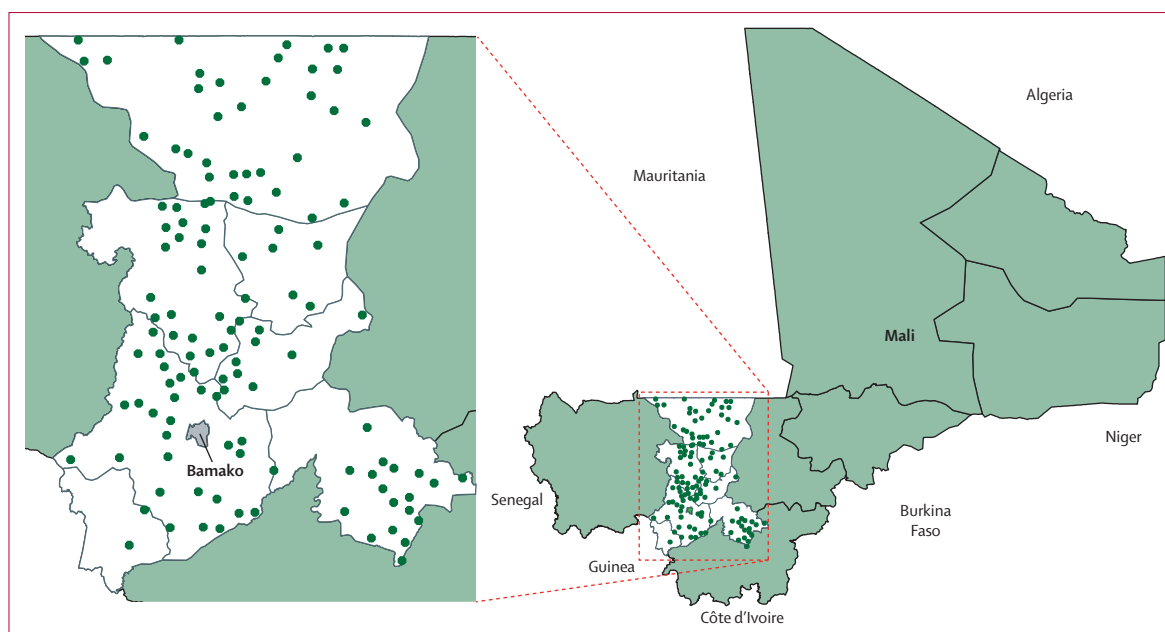 Algeria
Mauritania
Mali
Niger
Bamako
Senegal
Burkina
Faso
Guinea
Côte d'Ivoire